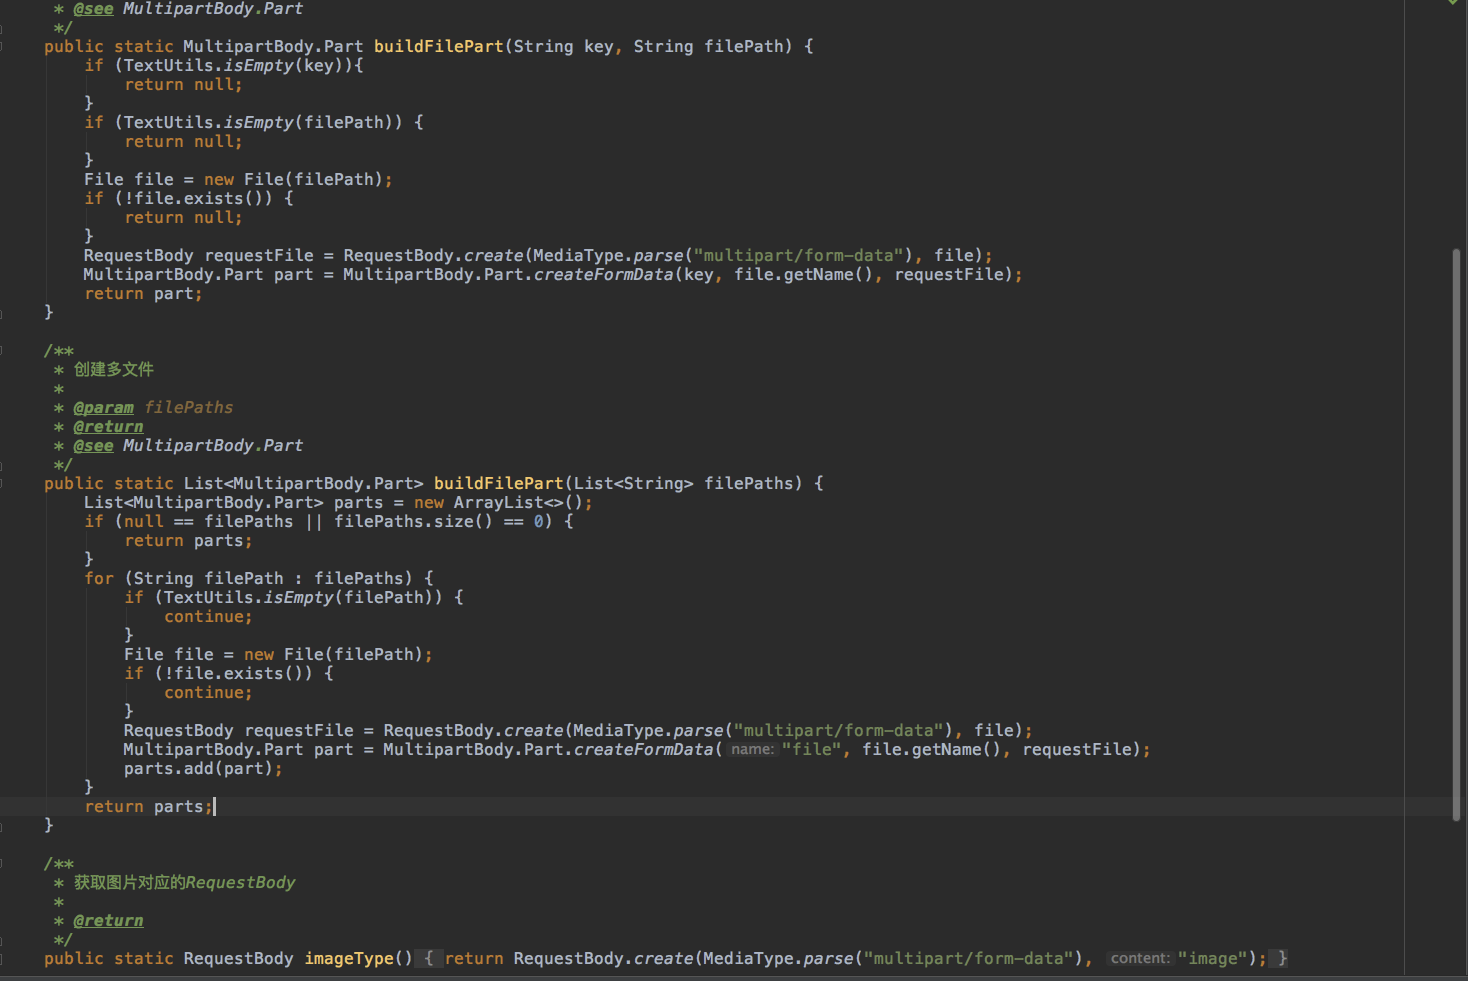 * @see MultipartBody.Part
*/
public static MultipartBody.Part buildFilePart(String key, String filePath) {
if (TextUtils.isEmpty(key)){
return null;
}
if (TextUtils.isEmpty(filePath)) {
return null;
}
File file = new File(filePath);
if (!file.exists()) {
return null;
}
RequestBody requestFile = RequestBody.create(MediaType.parse("multipart/form-data"), file);
MultipartBody.Part part = MultipartBody.Part.createFormData(key, file.getName(), requestFile);
return part;
}
/**
* 创建多文件
*
* @param filePaths
* @return
* @see MultipartBody.Part
*/
public static List<MultipartBody.Part> buildFilePart(List<String> filePaths) {
List<MultipartBody.Part> parts = new ArrayList<>();
if (null == filePaths || filePaths.size() == 0) {
return parts;
}
for (String filePath : filePaths) {
if (TextUtils.isEmpty(filePath)) {
continue;
}
File file = new File(filePath);
if (!file.exists()) {
continue;
}
RequestBody requestFile = RequestBody.create(MediaType.parse("multipart/form-data"), file);
MultipartBody.Part part = MultipartBody.Part.createFormData( name: "file", file.getName(), requestFile);
parts.add(part);
}
return parts;
}
/**
* 获取图片对应的RequestBody
*
* @return
*/
public static RequestBody imageType() { return RequestBody.create(MediaType.parse("multipart/form-data"), content: "image"); }